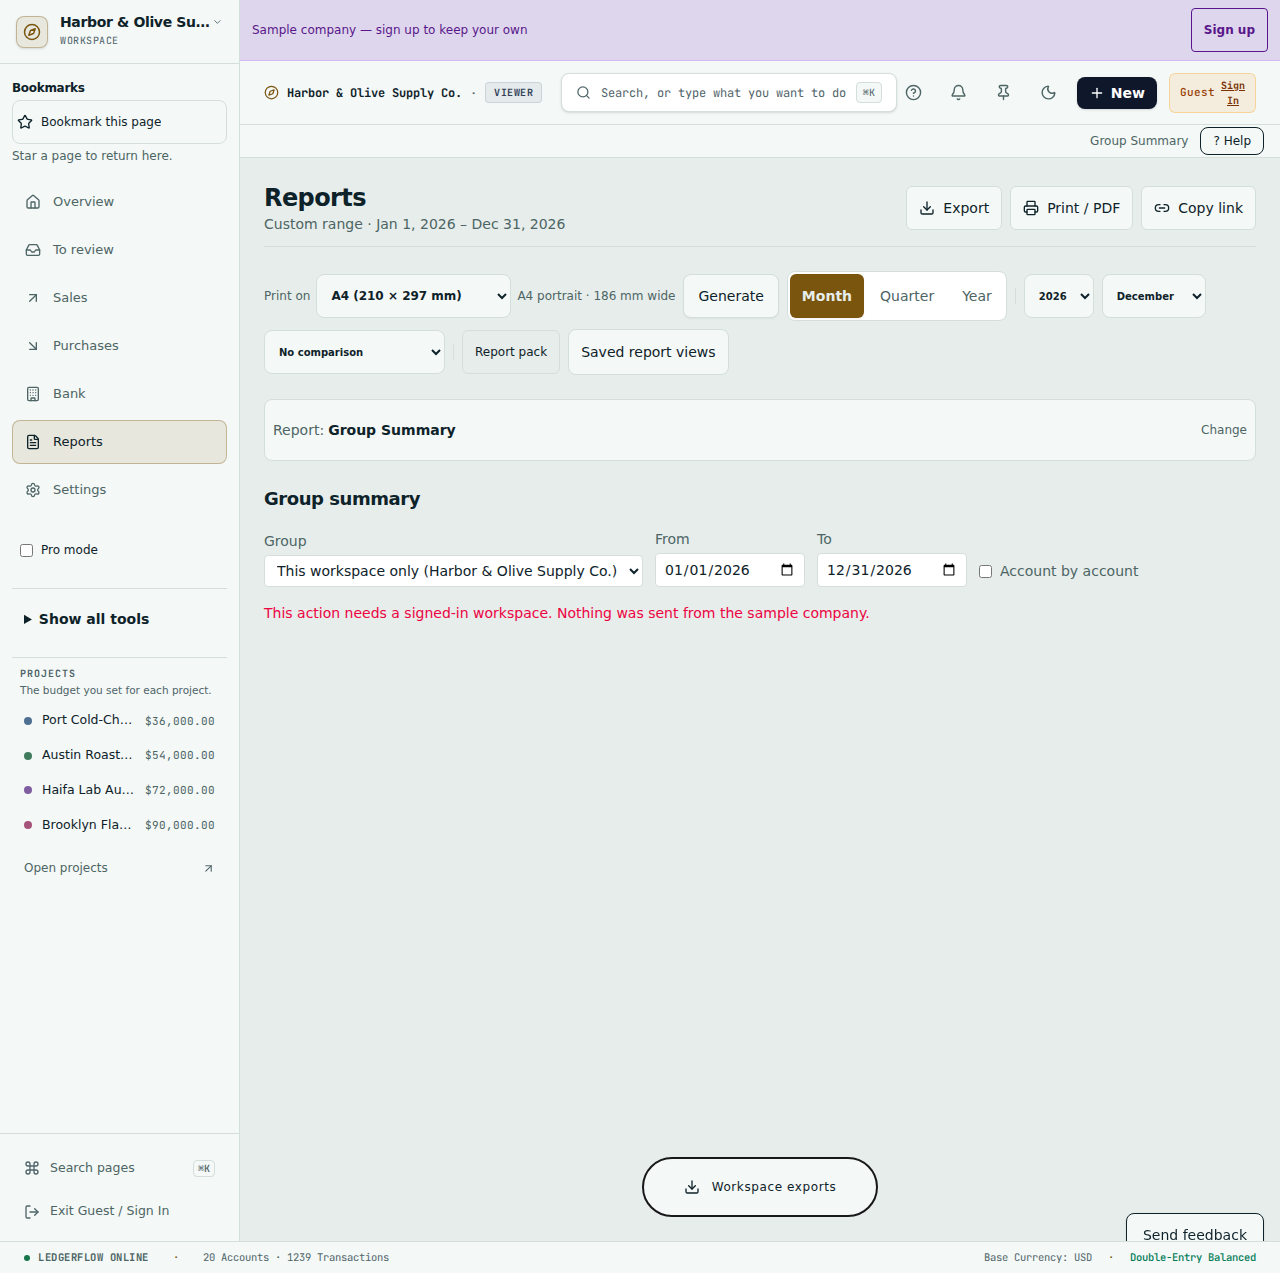 Harbor & Olive Su...
WORKSPACE
Bookmarks
Bookmark this page
Star a page to return here.
Overview
To review
Sales
Purchases
Bank
Reports
Settings
Pro mode
Show all tools
PROJECTS
The budget you set for each project.
Port Cold-Ch... $36,000.00
Austin Roast... $54,000.00
Haifa Lab Au... $72,000.00
Brooklyn Fla... $90,000.00
Open projects
Search pages ⌘K
Exit Guest / Sign In
Sample company — sign up to keep your own
Sign up
Harbor & Olive Supply Co. · VIEWER
Search, or type what you want to do ⌘K
+ New
Guest Sign In
Group Summary
? Help
Reports
Custom range · Jan 1, 2026 – Dec 31, 2026
Export
Print / PDF
Copy link
Print on
A4 (210 × 297 mm)
A4 portrait · 186 mm wide
Generate
Month
Quarter
Year
2026
December
No comparison
Report pack
Saved report views
Report: Group Summary
Change
Group summary
Group
This workspace only (Harbor & Olive Supply Co.)
From
01/01/2026
To
12/31/2026
Account by account
This action needs a signed-in workspace. Nothing was sent from the sample company.
Workspace exports
Send feedback
LEDGERFLOW ONLINE · 20 Accounts · 1239 Transactions
Base Currency: USD · Double-Entry Balanced